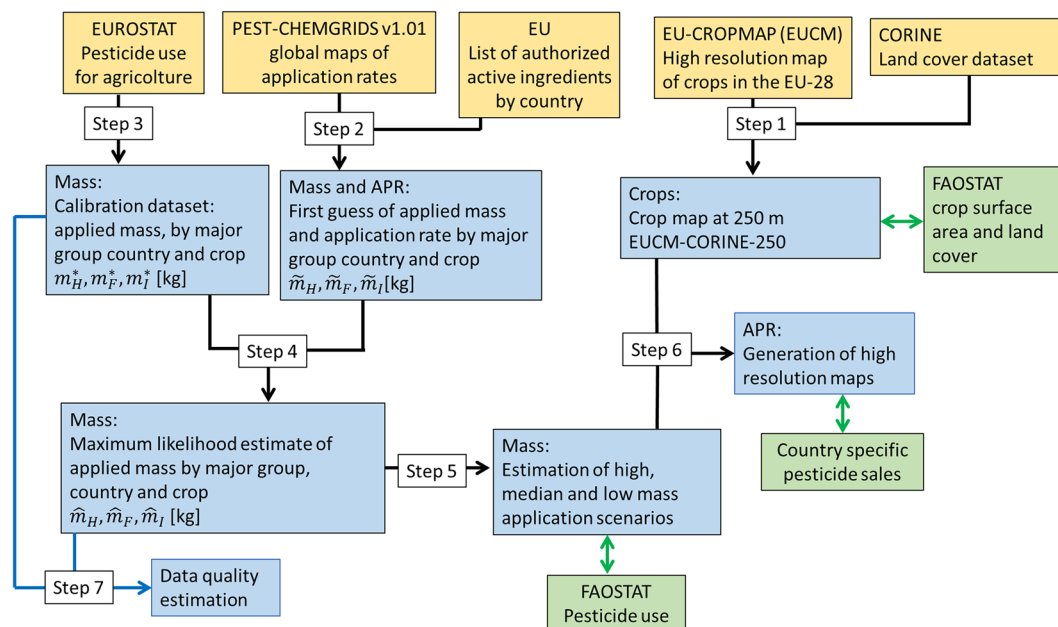 EUROSTAT
Pesticide use
for agricolture
PEST-CHEMGRIDS v1.01
global maps of
application rates
EU
List of authorized
active ingredients
by country
EU-CROPMAP (EUCM)
High resolution map
of crops in the EU-28
CORINE
Land cover dataset
Step 3
Step 2
Step 1
Mass:
Calibration dataset:
applied mass, by major
group country and crop
m*_H, m*_F, m*_I [kg]
Mass and APR:
First guess of applied mass
and application rate by major
group country and crop
m̃_H, m̃_F, m̃_I[kg]
Crops:
Crop map at 250 m
EUCM-CORINE-250
FAOSTAT
crop surface
area and land
cover
Step 4
Step 6
APR:
Generation of high
resolution maps
Mass:
Maximum likelihood estimate of
applied mass by major group,
country and crop
m̂_H, m̂_F, m̂_I [kg]
Step 5
Mass:
Estimation of high,
median and low mass
application scenarios
Country specific
pesticide sales
Step 7
Data quality
estimation
FAOSTAT
Pesticide use